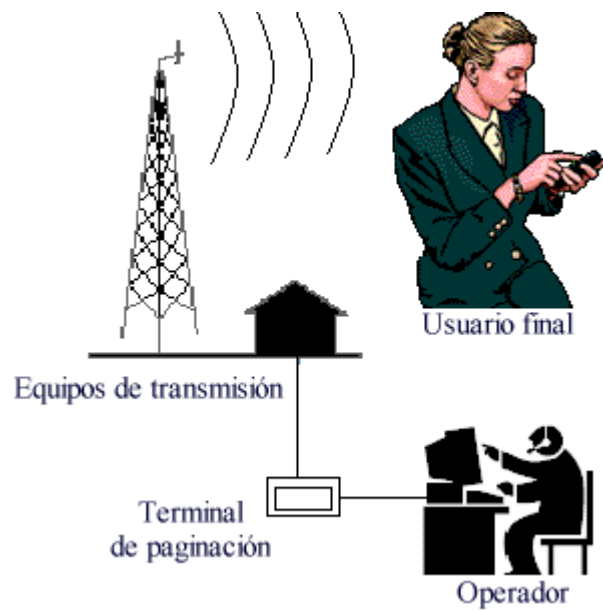 Usuario final
Equipos de transmisión
Terminal
de paginación
Operador